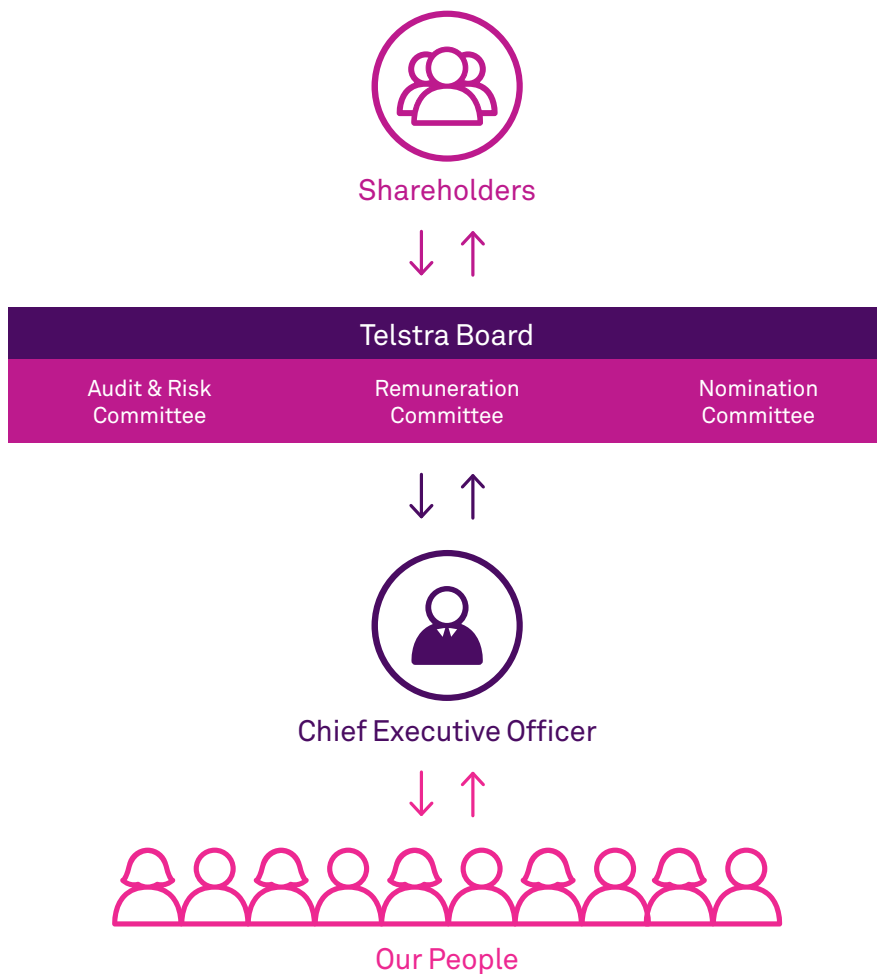 Shareholders
Telstra Board
Audit & Risk
Committee
Remuneration
Committee
Nomination
Committee
Chief Executive Officer
Our People